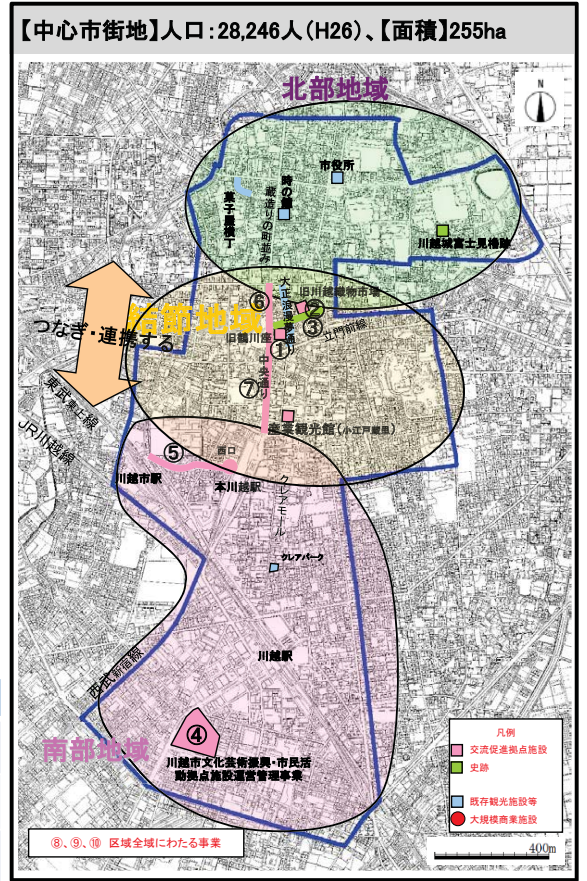 【中心市街地】人口：28,246人（H26）、【面積】255ha
北部地域
N
市役所
時の鐘
蔵造りの町並み
菓子屋横丁
川越城富士見櫓跡
大正浪漫夢通り
旧川越織物市場
⑥
②
結節地域
③
立門前線
つなぎ・連携する
旧鶴川座
①
中央通り
⑦
東武東上線
産業観光館（小江戸蔵里）
JR川越線
⑤
西口
川越市駅
本川越駅
クレアモール
クレアパーク
川越駅
西武新宿線
④
南部地域
川越市文化芸術振興・市民活
動拠点施設運営管理事業
凡例
交流促進拠点施設
史跡
既存観光施設等
大規模商業施設
⑧、⑨、⑩ 区域全域にわたる事業
400m